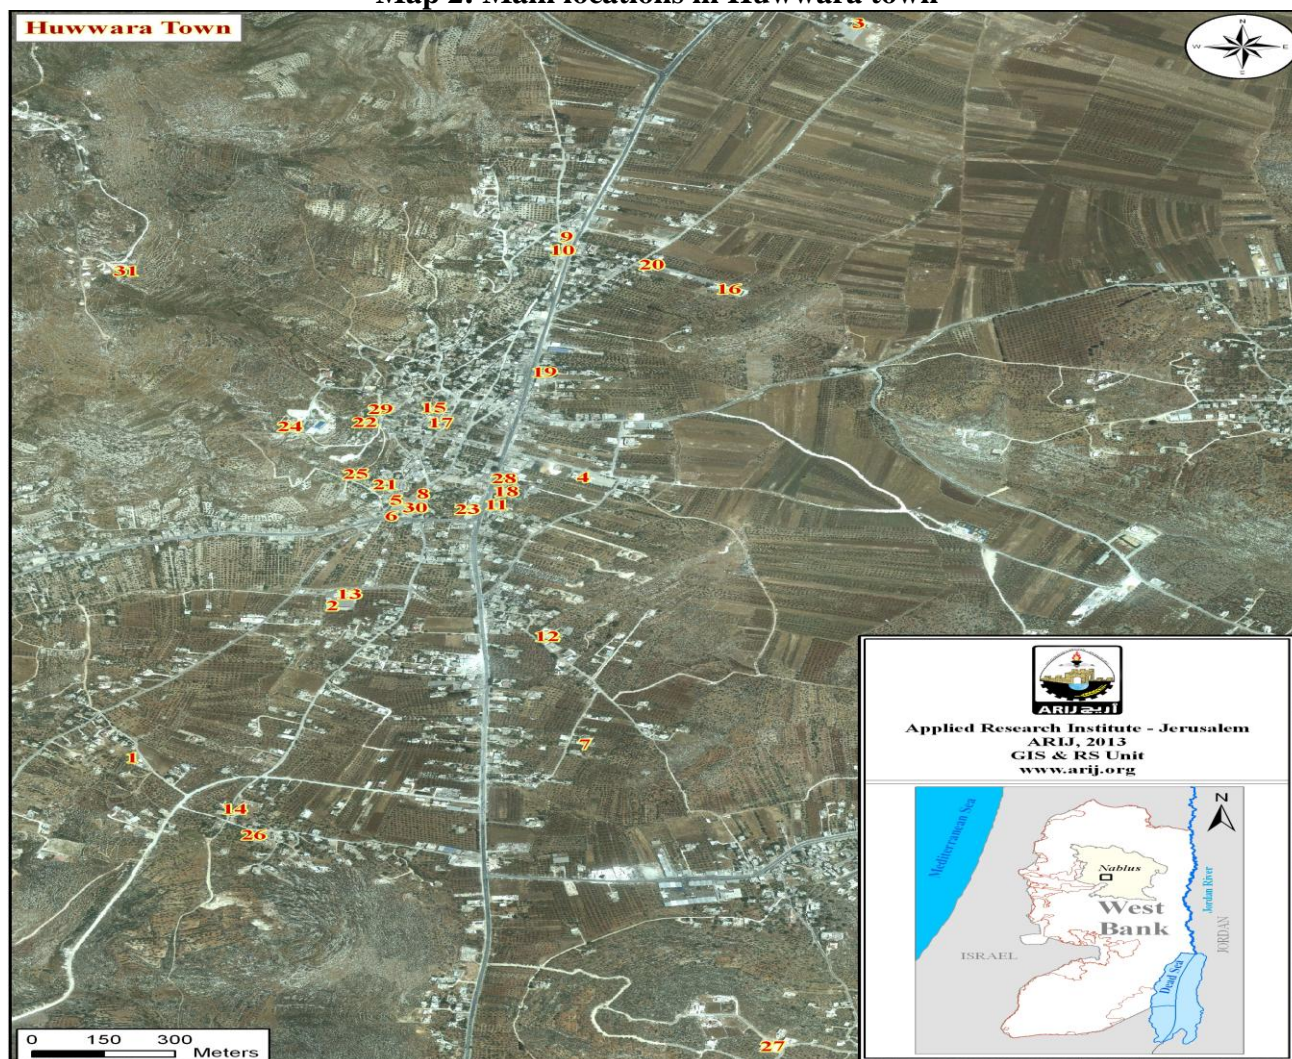 Map 2: Main locations in Huwwara town
Huwwara Town
3
N
W E
S
9
10
20
16
31
19
29
15
22
17
24
25
28
4
21
18
5
8
11
30
23
6
13
2
12
7
1
14
26
27
0 150 300
Meters
ARIJ أريج
Applied Research Institute - Jerusalem
ARIJ, 2013
GIS & RS Unit
www.arij.org
N
Mediterranean Sea
Nablus
West
Bank
Jordan River
JORDAN
ISRAEL
Dead Sea